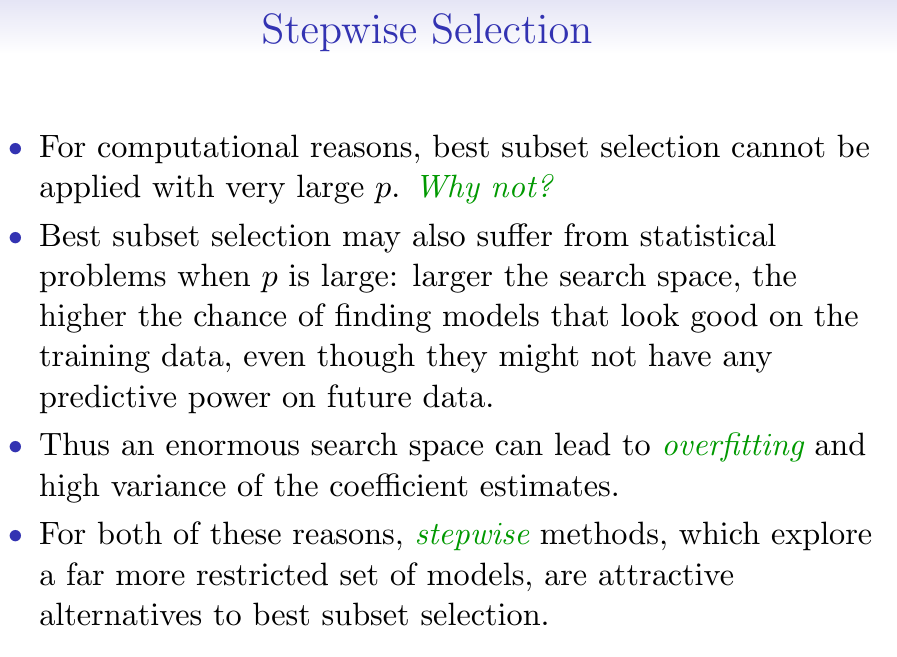 Stepwise Selection
• For computational reasons, best subset selection cannot be
applied with very large p. Why not?
• Best subset selection may also suffer from statistical
problems when p is large: larger the search space, the
higher the chance of finding models that look good on the
training data, even though they might not have any
predictive power on future data.
• Thus an enormous search space can lead to overfitting and
high variance of the coefficient estimates.
• For both of these reasons, stepwise methods, which explore
a far more restricted set of models, are attractive
alternatives to best subset selection.